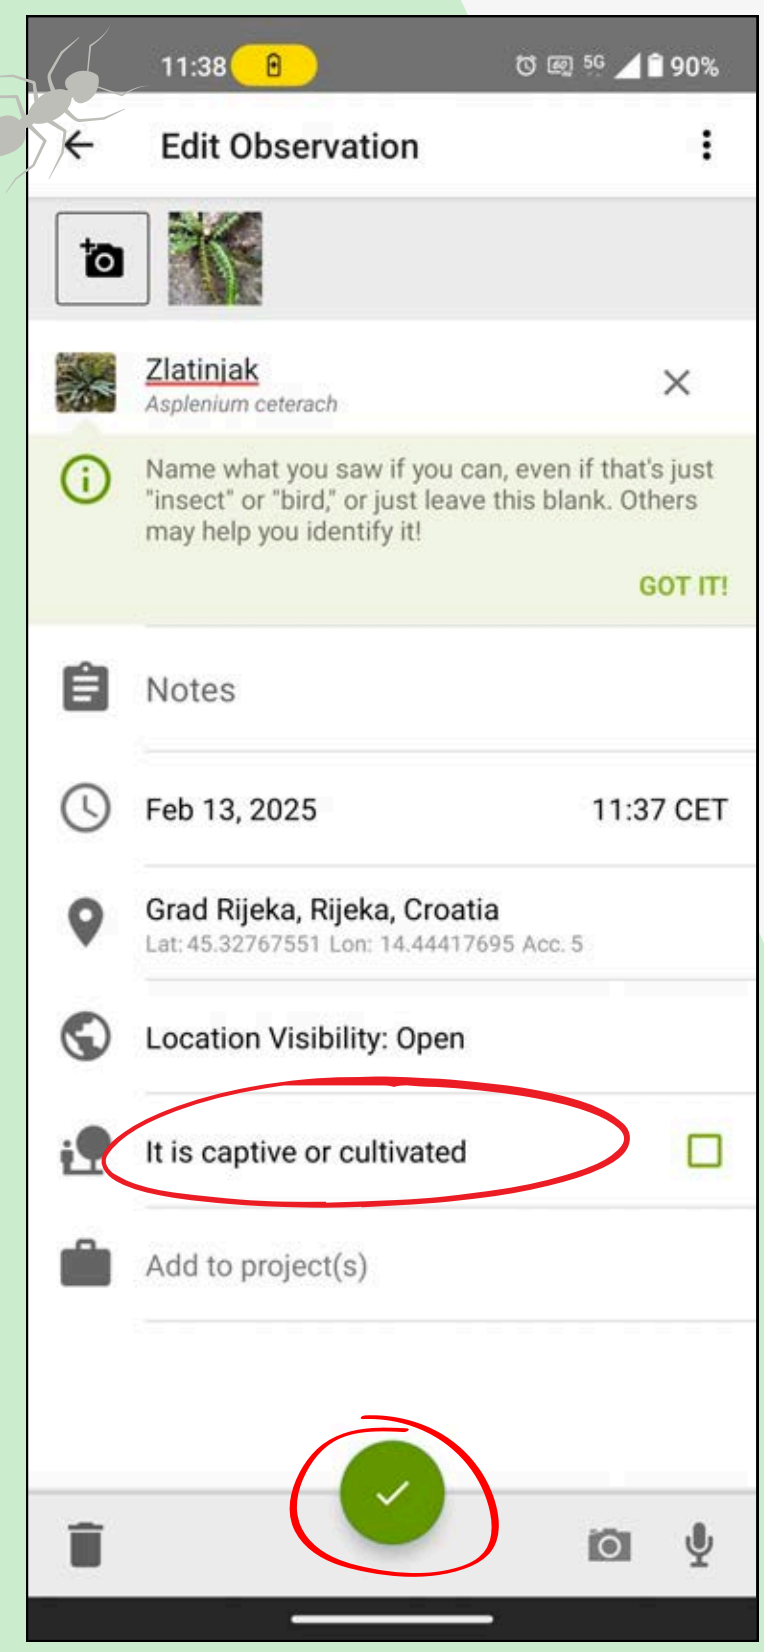 11:38
5G 90%
Edit Observation
Zlatinjak
Asplenium ceterach
Name what you saw if you can, even if that's just
"insect" or "bird," or just leave this blank. Others
may help you identify it!
GOT IT!
Notes
Feb 13, 2025 11:37 CET
Grad Rijeka, Rijeka, Croatia
Lat: 45.32767551 Lon: 14.44417695 Acc. 5
Location Visibility: Open
It is captive or cultivated
Add to project(s)